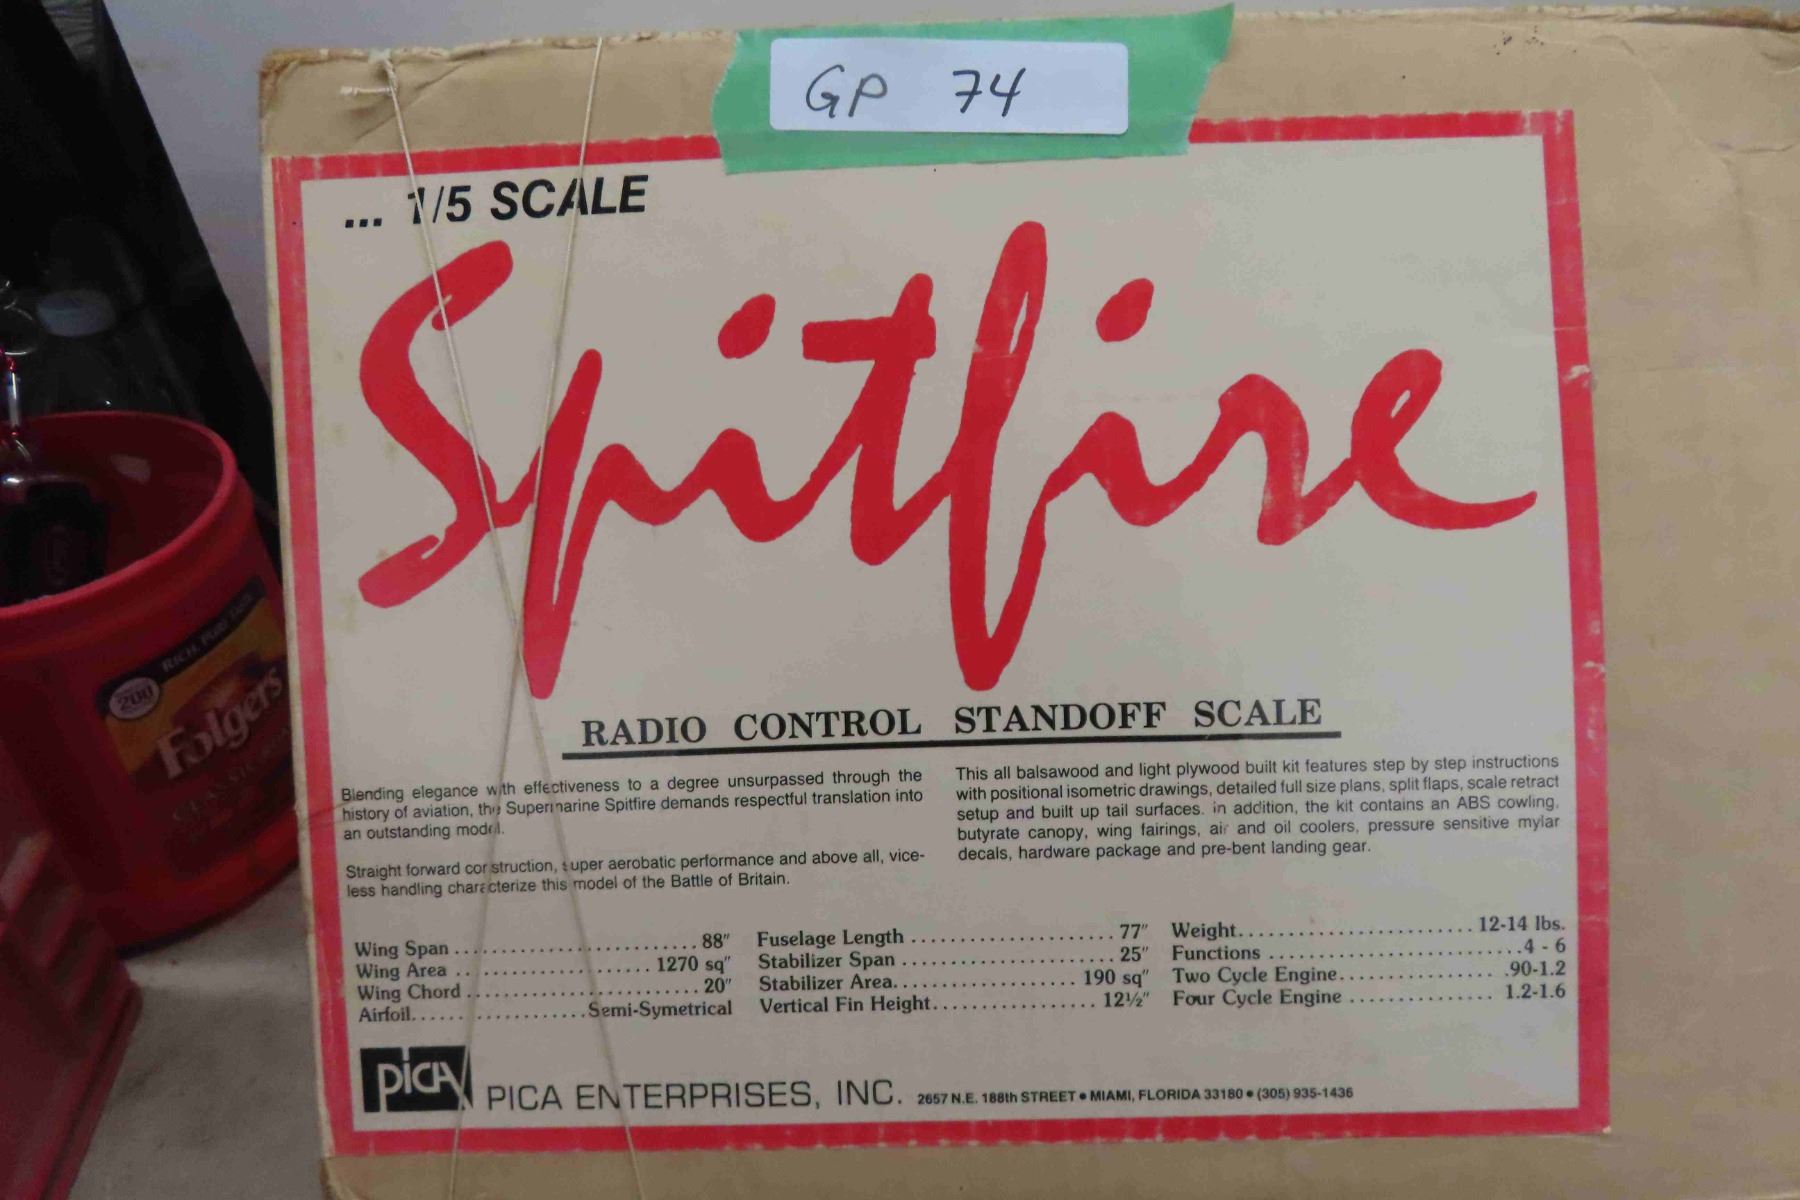 GP 74
... 1/5 SCALE
Spitfire
RADIO CONTROL STANDOFF SCALE
Blending elegance with effectiveness to a degree unsurpassed through the
history of aviation, the Supermarine Spitfire demands respectful translation into
an outstanding model.
Straight forward construction, super aerobatic performance and above all, vice-
less handling characterize this model of the Battle of Britain.
This all balsawood and light plywood built kit features step by step instructions
with positional isometric drawings, detailed full size plans, split flaps, scale retract
setup and built up tail surfaces. in addition, the kit contains an ABS cowling,
butyrate canopy, wing fairings, air and oil coolers, pressure sensitive mylar
decals, hardware package and pre-bent landing gear.
Wing Span ........................ 88"
Wing Area .................... 1270 sq"
Wing Chord ........................ 20"
Airfoil.................. Semi-Symetrical
Fuselage Length ..................... 77"
Stabilizer Span ...................... 25"
Stabilizer Area.................. 190 sq"
Vertical Fin Height................ 12½"
Weight........................ 12-14 lbs.
Functions .......................... 4 - 6
Two Cycle Engine................ .90-1.2
Four Cycle Engine ............... 1.2-1.6
pica
PICA ENTERPRISES, INC. 2657 N.E. 188th STREET • MIAMI, FLORIDA 33180 • (305) 935-1436
RICH, PURE TASTE
200
Folgers
CLASSIC